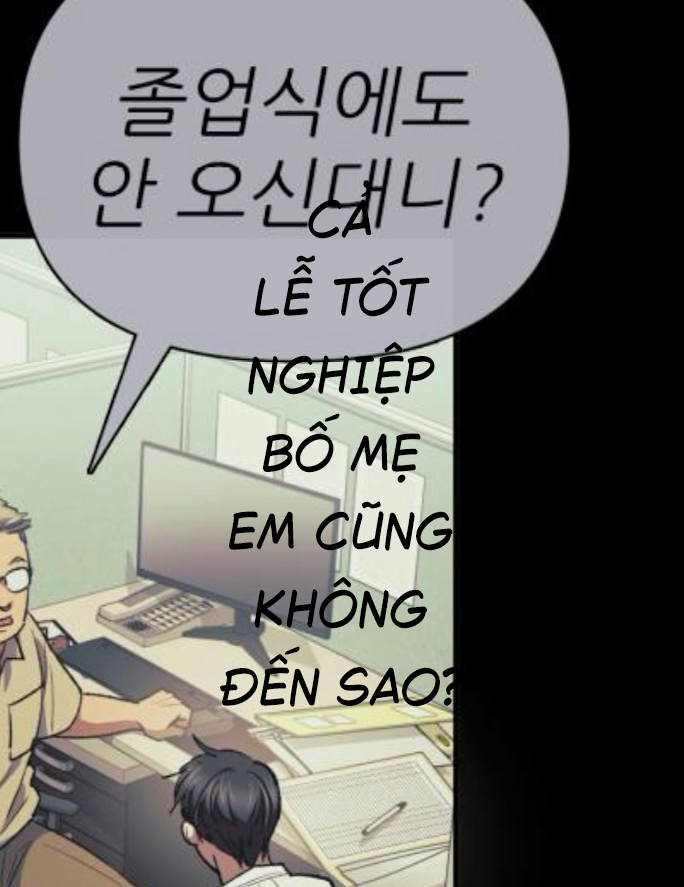 졸업식에도
안 오신대니?
CẢ
LỄ TỐT
NGHIỆP
BỐ MẸ
EM CŨNG
KHÔNG
ĐẾN SAO?